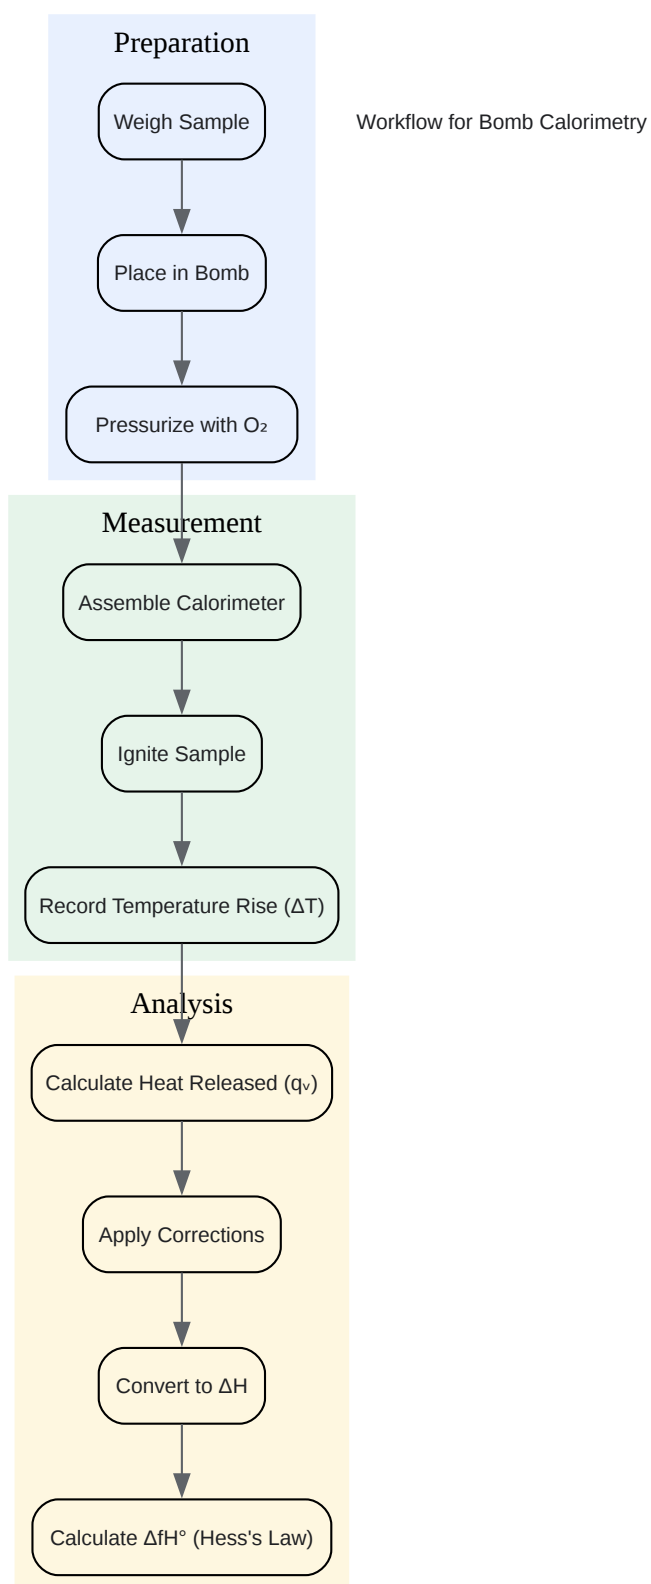 Preparation
Weigh Sample
Workflow for Bomb Calorimetry
Place in Bomb
Pressurize with O₂
Measurement
Assemble Calorimeter
Ignite Sample
Record Temperature Rise (ΔT)
Analysis
Calculate Heat Released (qᵥ)
Apply Corrections
Convert to ΔH
Calculate ΔfH° (Hess's Law)